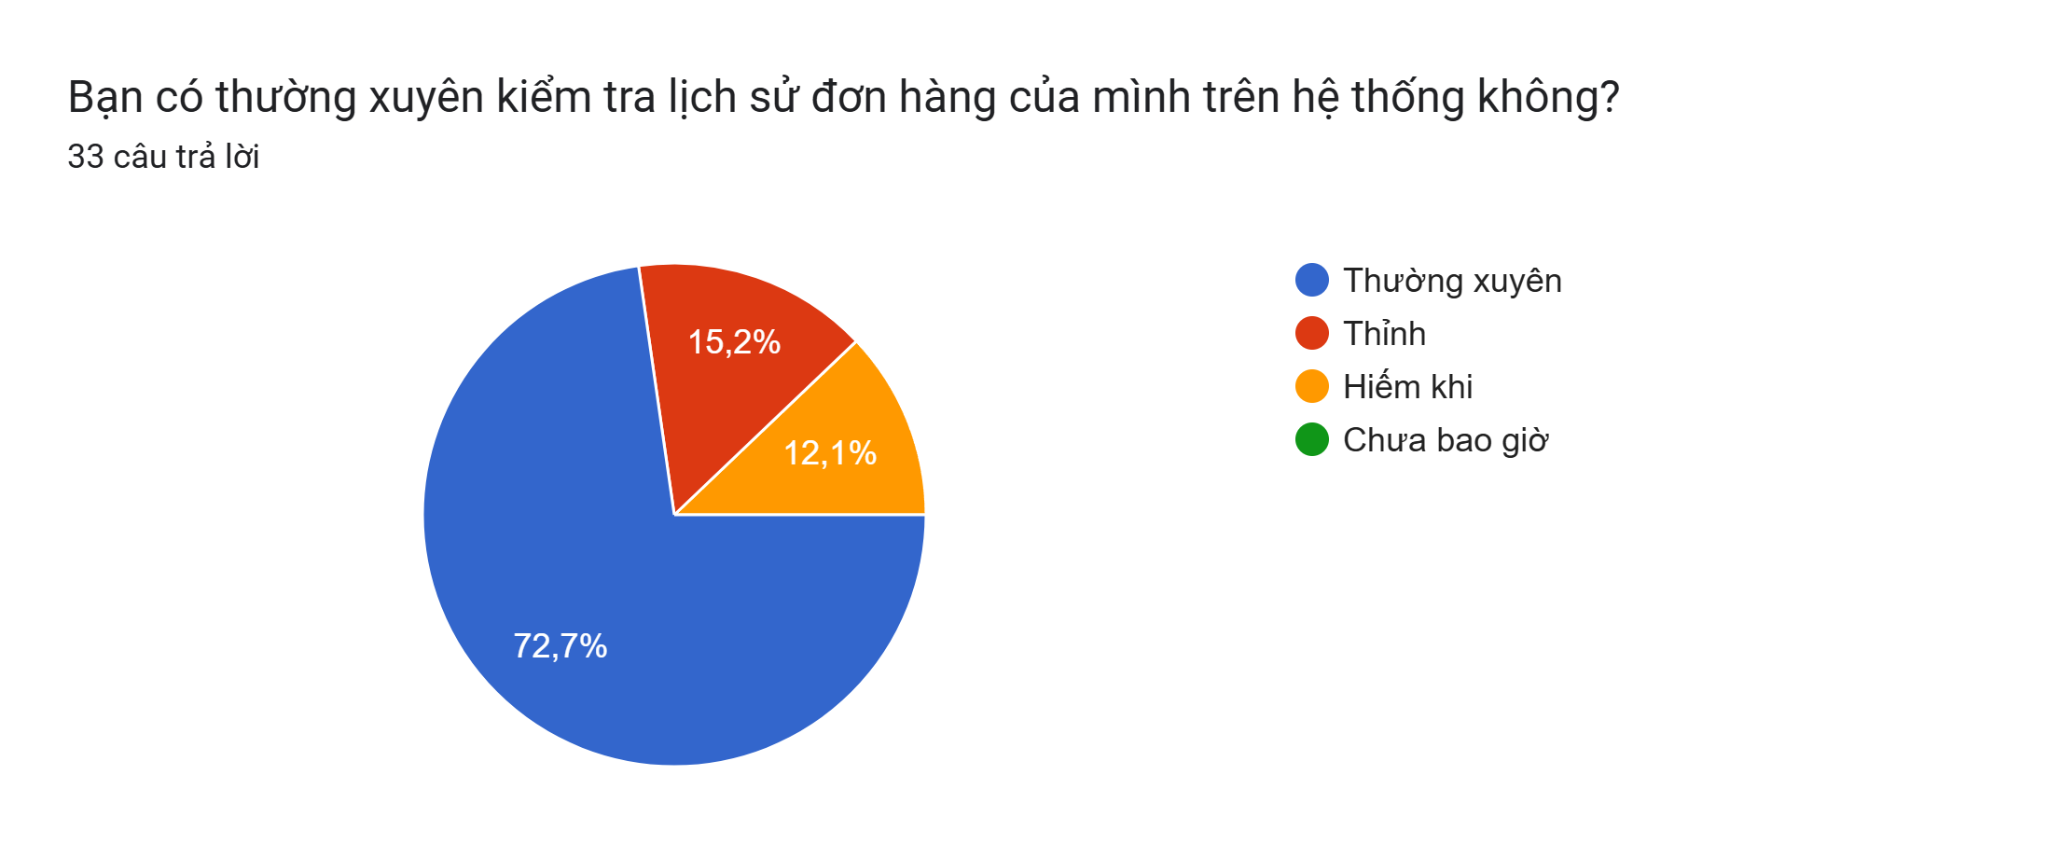 Bạn có thường xuyên kiểm tra lịch sử đơn hàng của mình trên hệ thống không?
33 câu trả lời
15,2%
12,1%
72,7%
Thường xuyên
Thỉnh
Hiếm khi
Chưa bao giờ